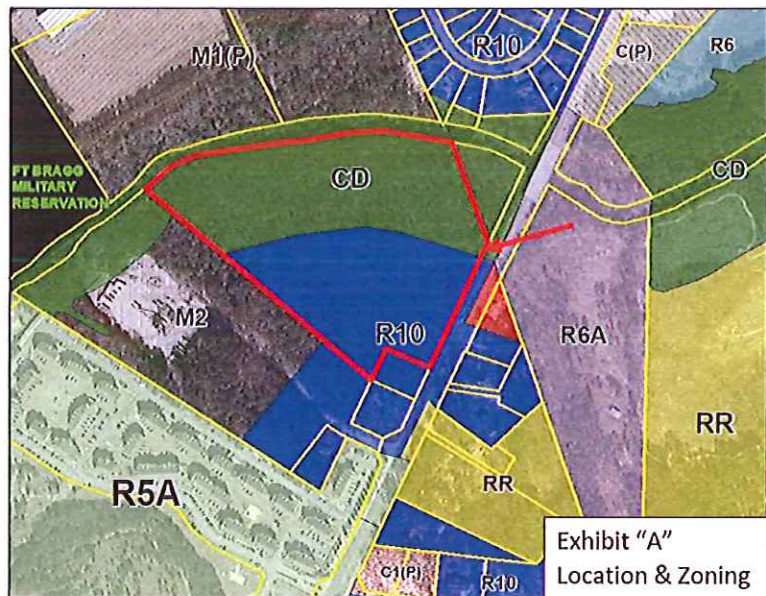 M1(P)
R10
C(P)
R6
FT BRAGG
MILITARY
RESERVATION
CD
CD
M2
R10
R6A
RR
R5A
RR
C1(P)
R10
Exhibit “A”
Location & Zoning